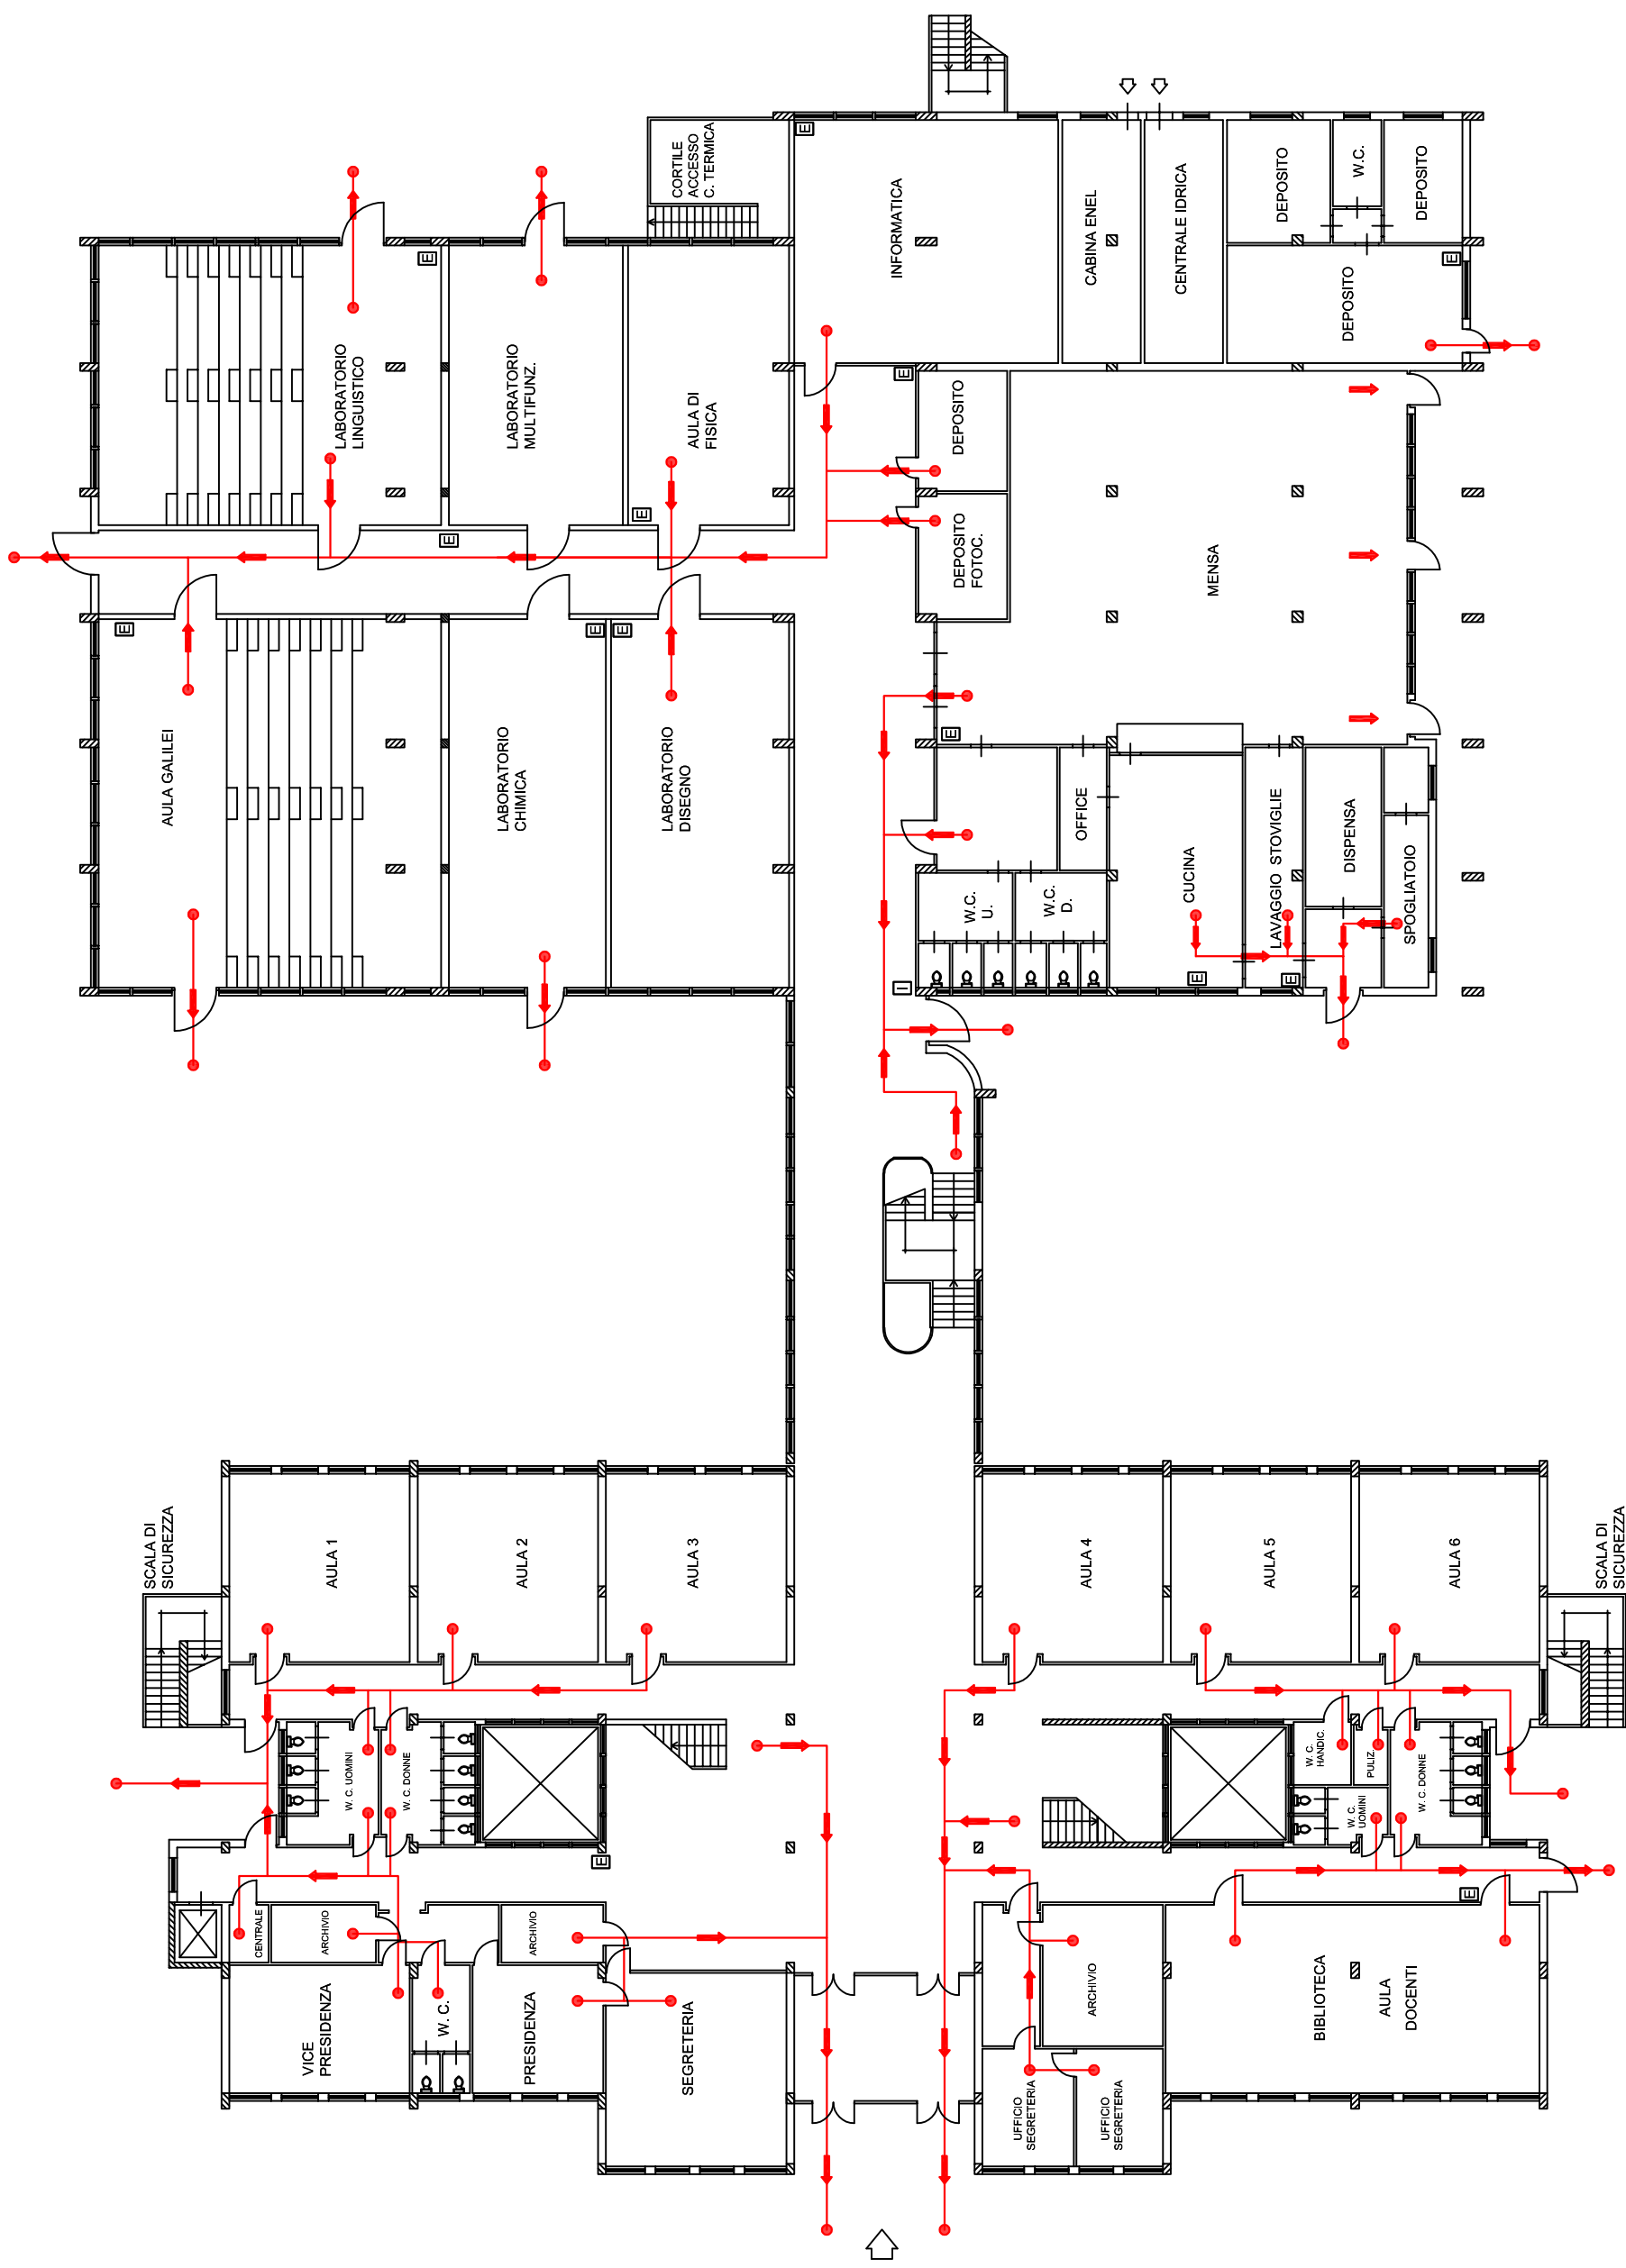 CORTILE
ACCESSO
C. TERMICA
E
INFORMATICA
CABINA ENEL
CENTRALE IDRICA
DEPOSITO
W.C.
DEPOSITO
DEPOSITO
E
LABORATORIO
LINGUISTICO
E
LABORATORIO
MULTIFUNZ.
E
AULA DI
FISICA
E
E
DEPOSITO
DEPOSITO
FOTOC.
MENSA
AULA GALILEI
E
LABORATORIO
CHIMICA
E
LABORATORIO
DISEGNO
E
E
OFFICE
W.C.
U.
W.C.
D.
CUCINA
E
LAVAGGIO STOVIGLIE
E
DISPENSA
SPOGLIATOIO
I
SCALA DI
SICUREZZA
AULA 1
AULA 2
AULA 3
AULA 4
AULA 5
AULA 6
SCALA DI
SICUREZZA
W. C. UOMINI
W. C. DONNE
E
W. C.
HANDIC.
PULIZ.
W. C.
UOMINI
W. C. DONNE
E
CENTRALE
ARCHIVIO
ARCHIVIO
VICE
PRESIDENZA
W. C.
PRESIDENZA
SEGRETERIA
ARCHIVIO
UFFICIO
SEGRETERIA
UFFICIO
SEGRETERIA
BIBLIOTECA
AULA
DOCENTI